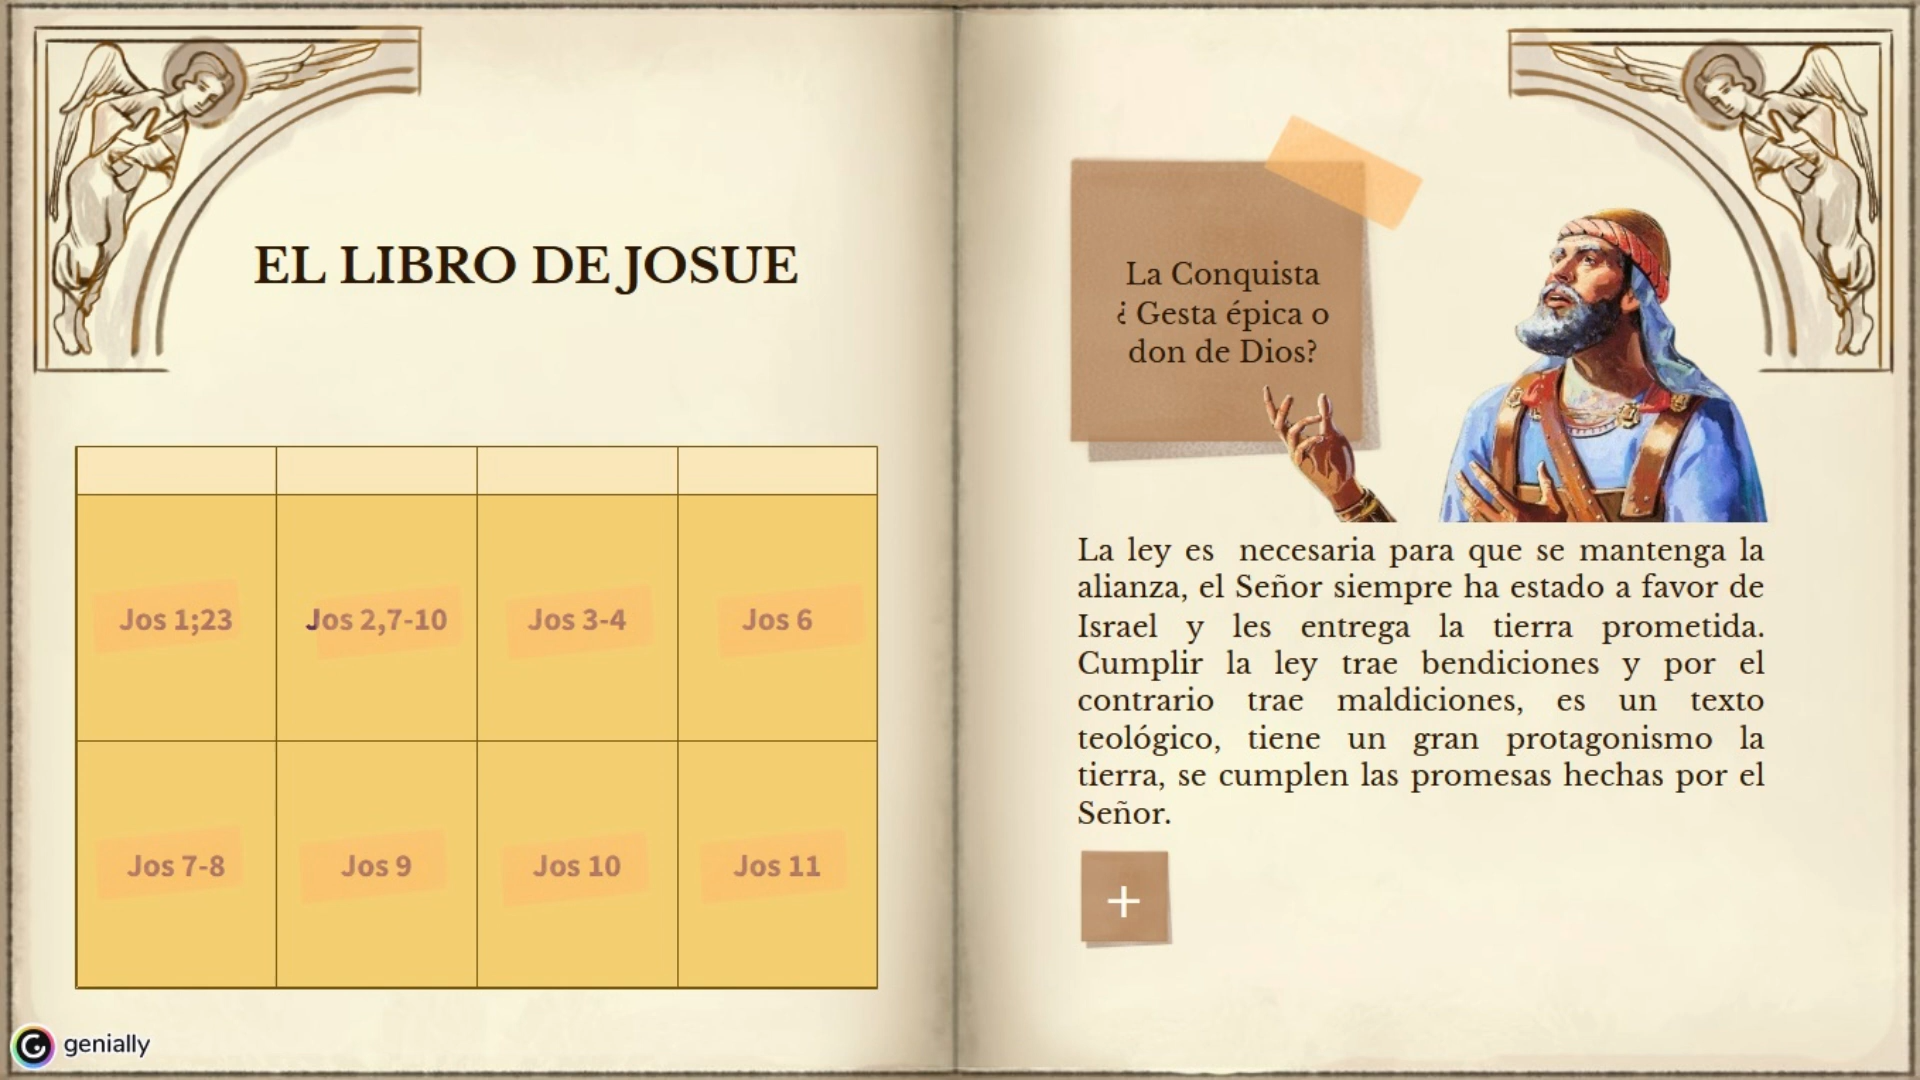 EL LIBRO DE JOSUE
Jos 1;23
Jos 2,7-10
Jos 3-4
Jos 6
Jos 7-8
Jos 9
Jos 10
Jos 11
genially
La Conquista
¿ Gesta épica o
don de Dios?
La ley es  necesaria para que se mantenga la
alianza, el Señor siempre ha estado a favor de
Israel y les entrega la tierra prometida.
Cumplir la ley trae bendiciones y por el
contrario trae maldiciones, es un texto
teológico, tiene un gran protagonismo la
tierra, se cumplen las promesas hechas por el
Señor.
+